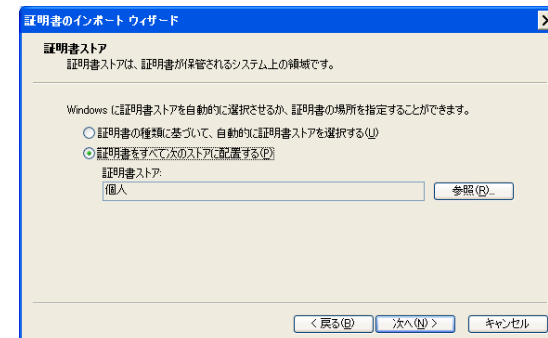 証明書のインポート ウィザード
証明書ストア
証明書ストアは、証明書が保管されるシステム上の領域です。
Windows に証明書ストアを自動的に選択させるか、証明書の場所を指定することができます。
証明書の種類に基づいて、自動的に証明書ストアを選択する(U)
証明書をすべて次のストアに配置する(P)
証明書ストア:
個人
参照(R)...
< 戻る(B)
次へ(N) >
キャンセル